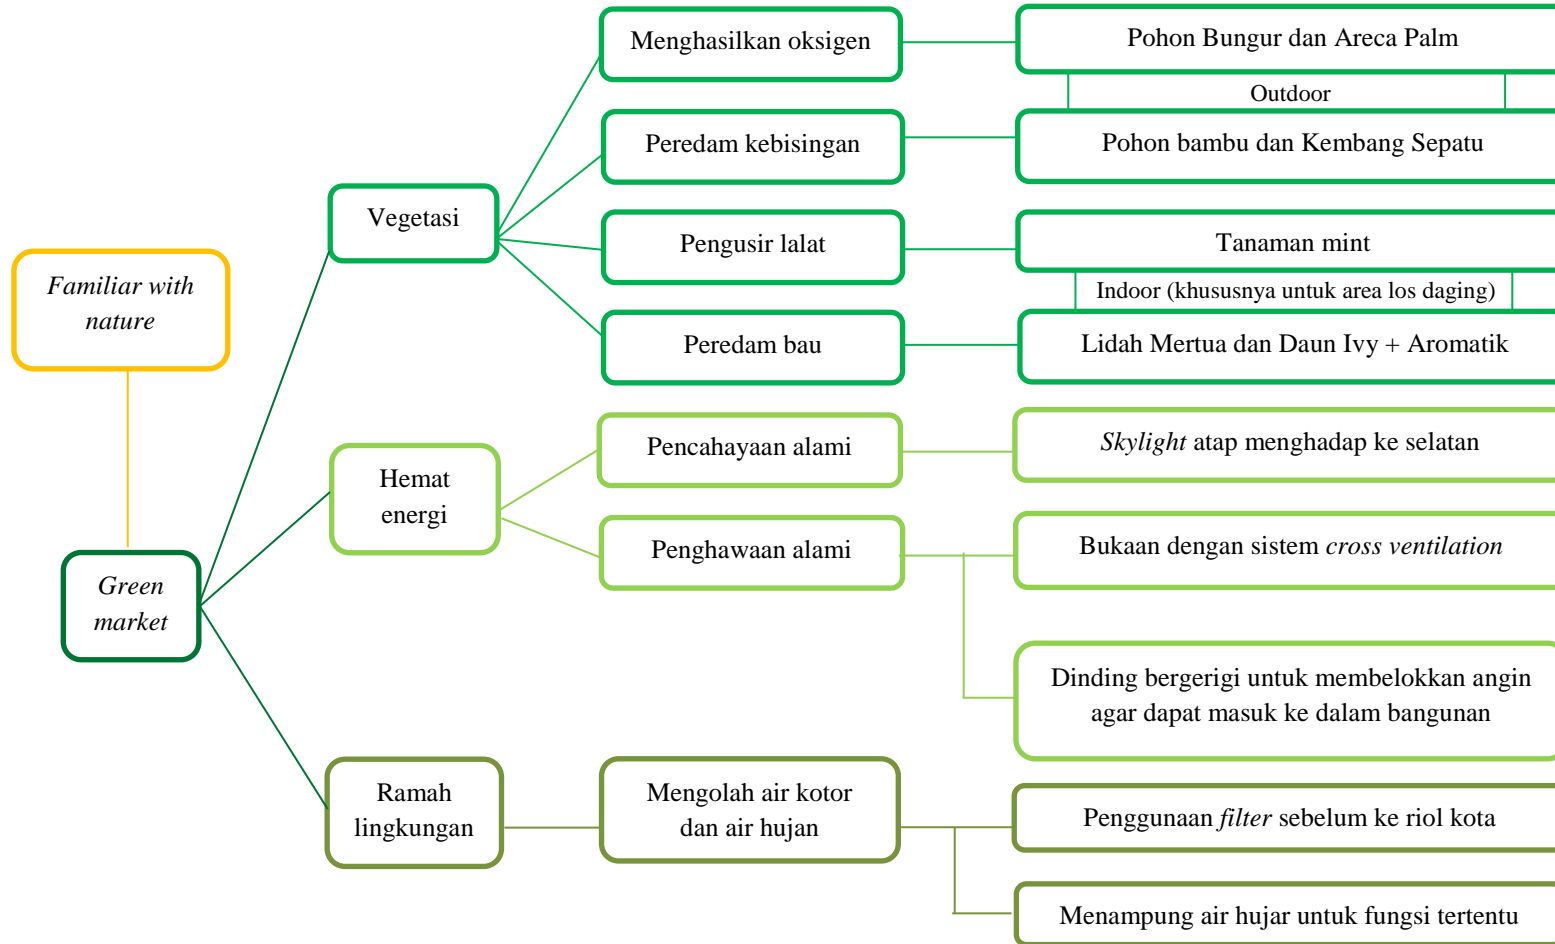 Menghasilkan oksigen
Pohon Bungur dan Areca Palm
Outdoor
Peredam kebisingan
Pohon bambu dan Kembang Sepatu
Vegetasi
Pengusir lalat
Tanaman mint
Familiar with
nature
Indoor (khususnya untuk area los daging)
Peredam bau
Lidah Mertua dan Daun Ivy + Aromatik
Hemat
energi
Pencahayaan alami
Skylight atap menghadap ke selatan
Penghawaan alami
Bukaan dengan sistem cross ventilation
Green
market
Dinding bergerigi untuk membelokkan angin
agar dapat masuk ke dalam bangunan
Ramah
lingkungan
Mengolah air kotor
dan air hujan
Penggunaan filter sebelum ke riol kota
Menampung air hujar untuk fungsi tertentu